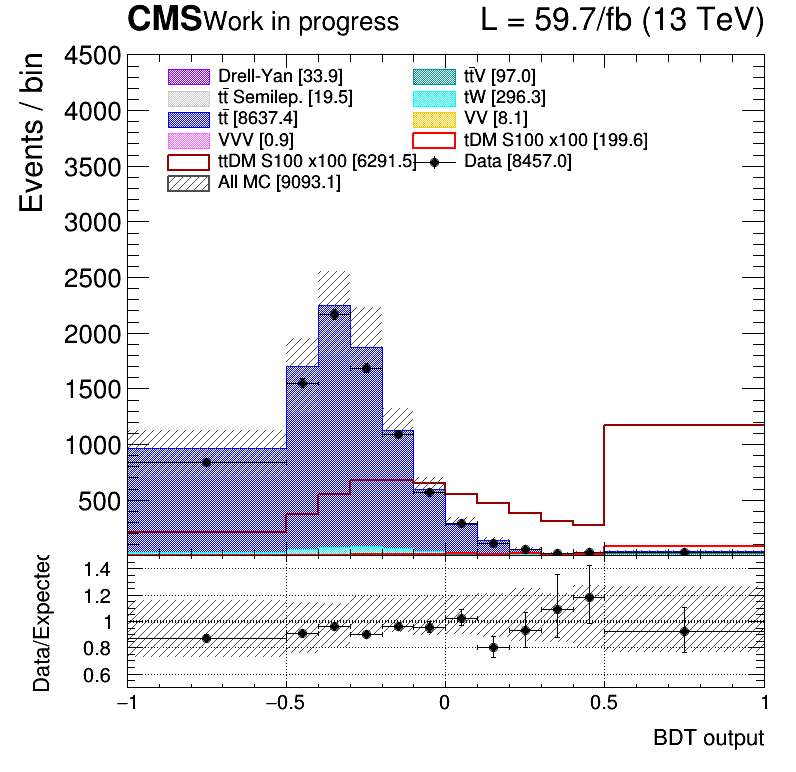 CMS Work in progress L = 59.7/fb (13 TeV)
Events / bin
4500
4000
3500
3000
2500
2000
1500
1000
500
Drell-Yan [33.9] tt̄V [97.0]
tt̄ Semilep. [19.5] tW [296.3]
tt̄ [8637.4] VV [8.1]
VVV [0.9] tDM S100 x100 [199.6]
ttDM S100 x100 [6291.5] Data [8457.0]
All MC [9093.1]
Data/Expected
1.4
1.2
1
0.8
0.6
−1 −0.5 0 0.5 1
BDT output